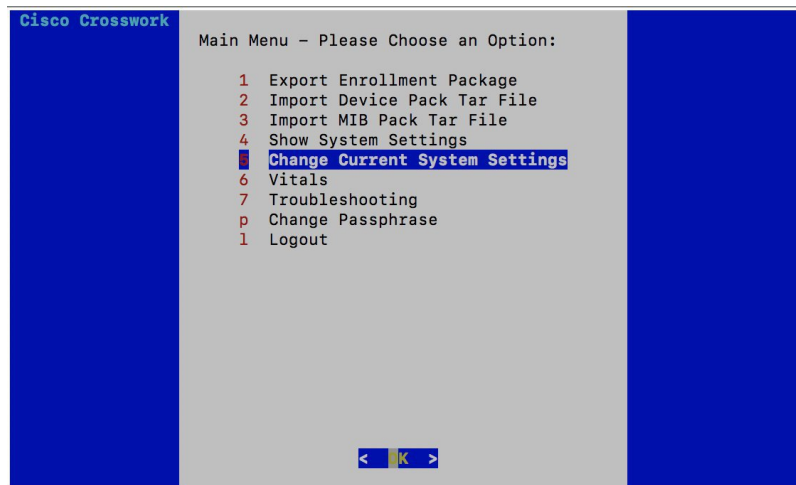 Cisco Crosswork
Main Menu – Please Choose an Option:
1 Export Enrollment Package
2 Import Device Pack Tar File
3 Import MIB Pack Tar File
4 Show System Settings
5 Change Current System Settings
6 Vitals
7 Troubleshooting
p Change Passphrase
l Logout
< OK >